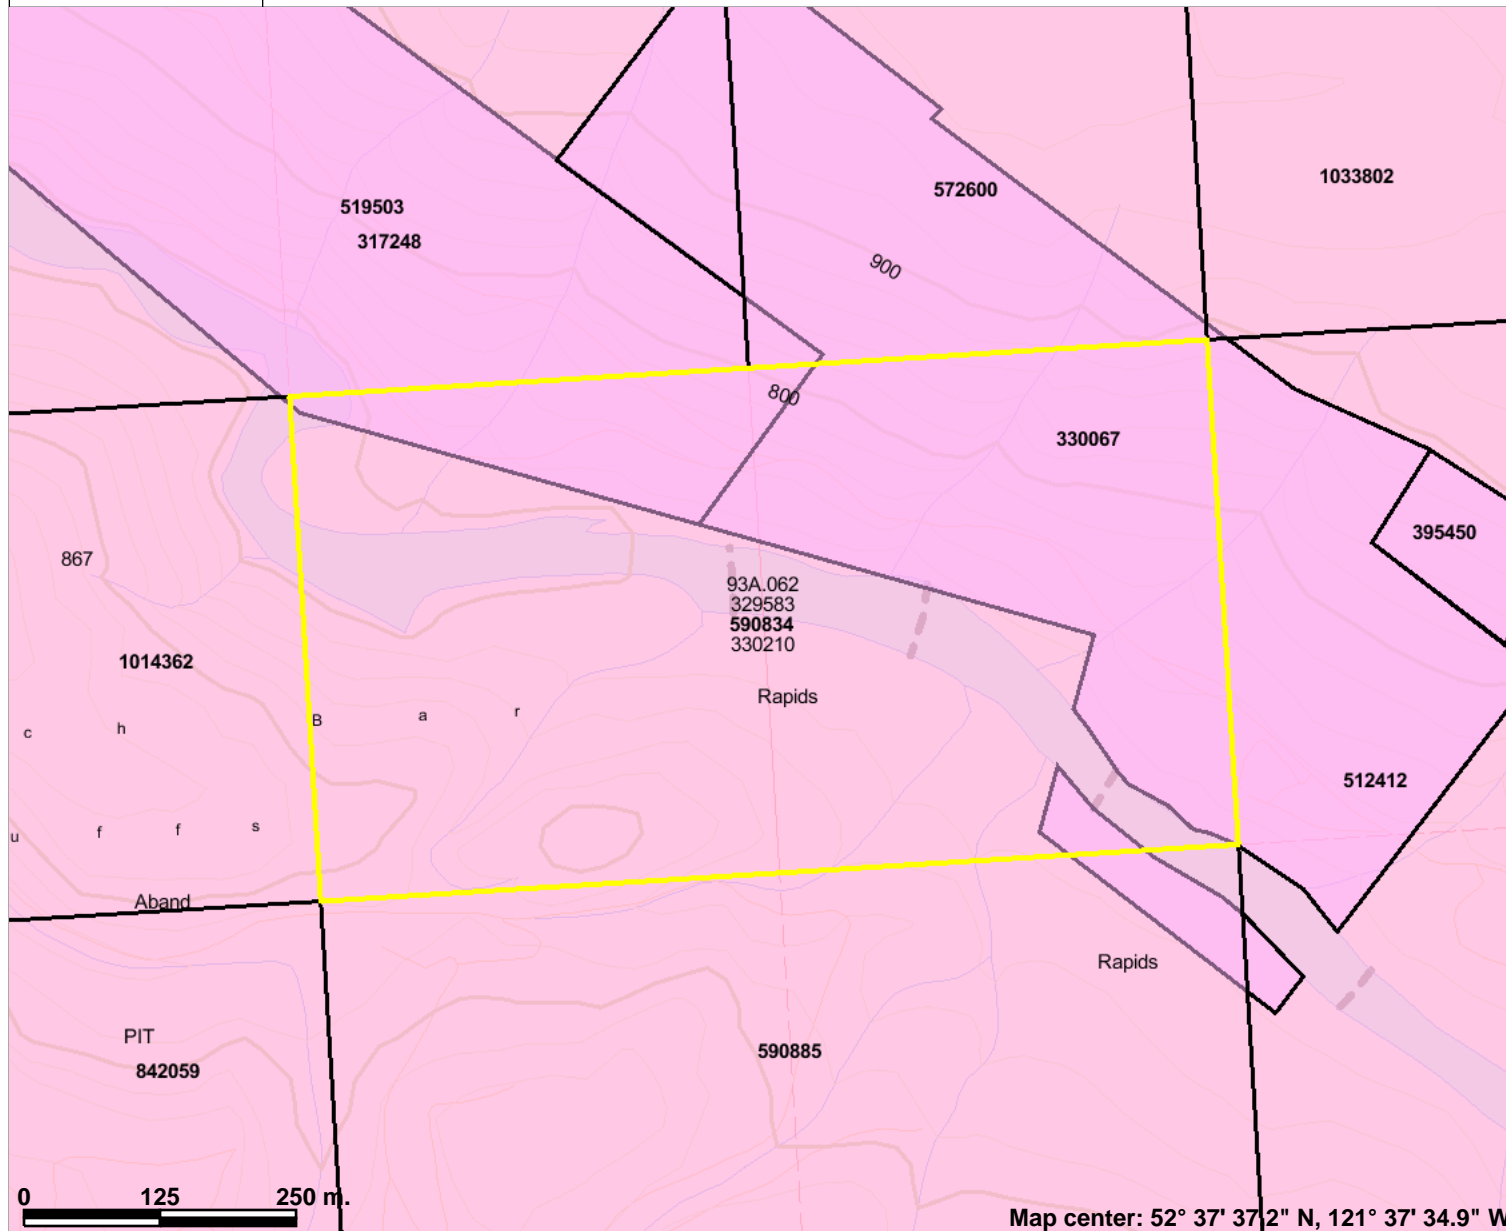 1033802
572600
519503
317248
900
800
330067
395450
867
93A.062
329583
590834
330210
1014362
Rapids
B a r
c h
512412
u f f s
Aband
Rapids
PIT
590885
842059
0 125 250 m.
Map center: 52° 37' 37.2" N, 121° 37' 34.9" W